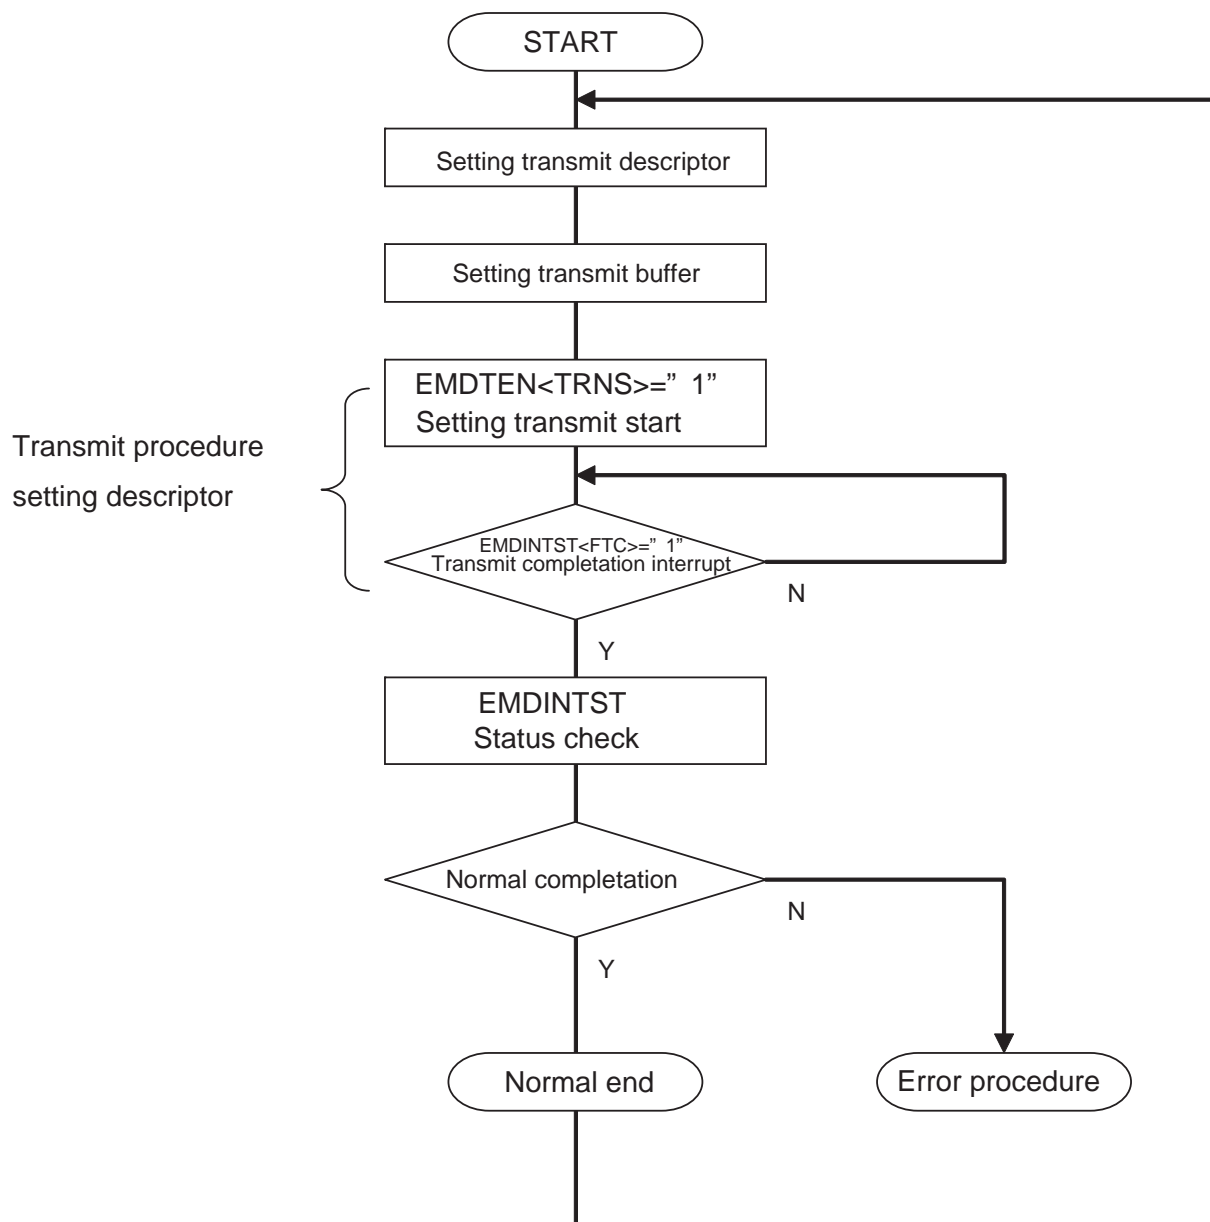 START
Setting transmit descriptor
Setting transmit buffer
EMDTEN<TRNS>=” 1”
Setting transmit start
Transmit procedure
setting descriptor
EMDINTST<FTC>=” 1”
Transmit completation interrupt
N
Y
EMDINTST
Status check
Normal completation
N
Y
Normal end
Error procedure